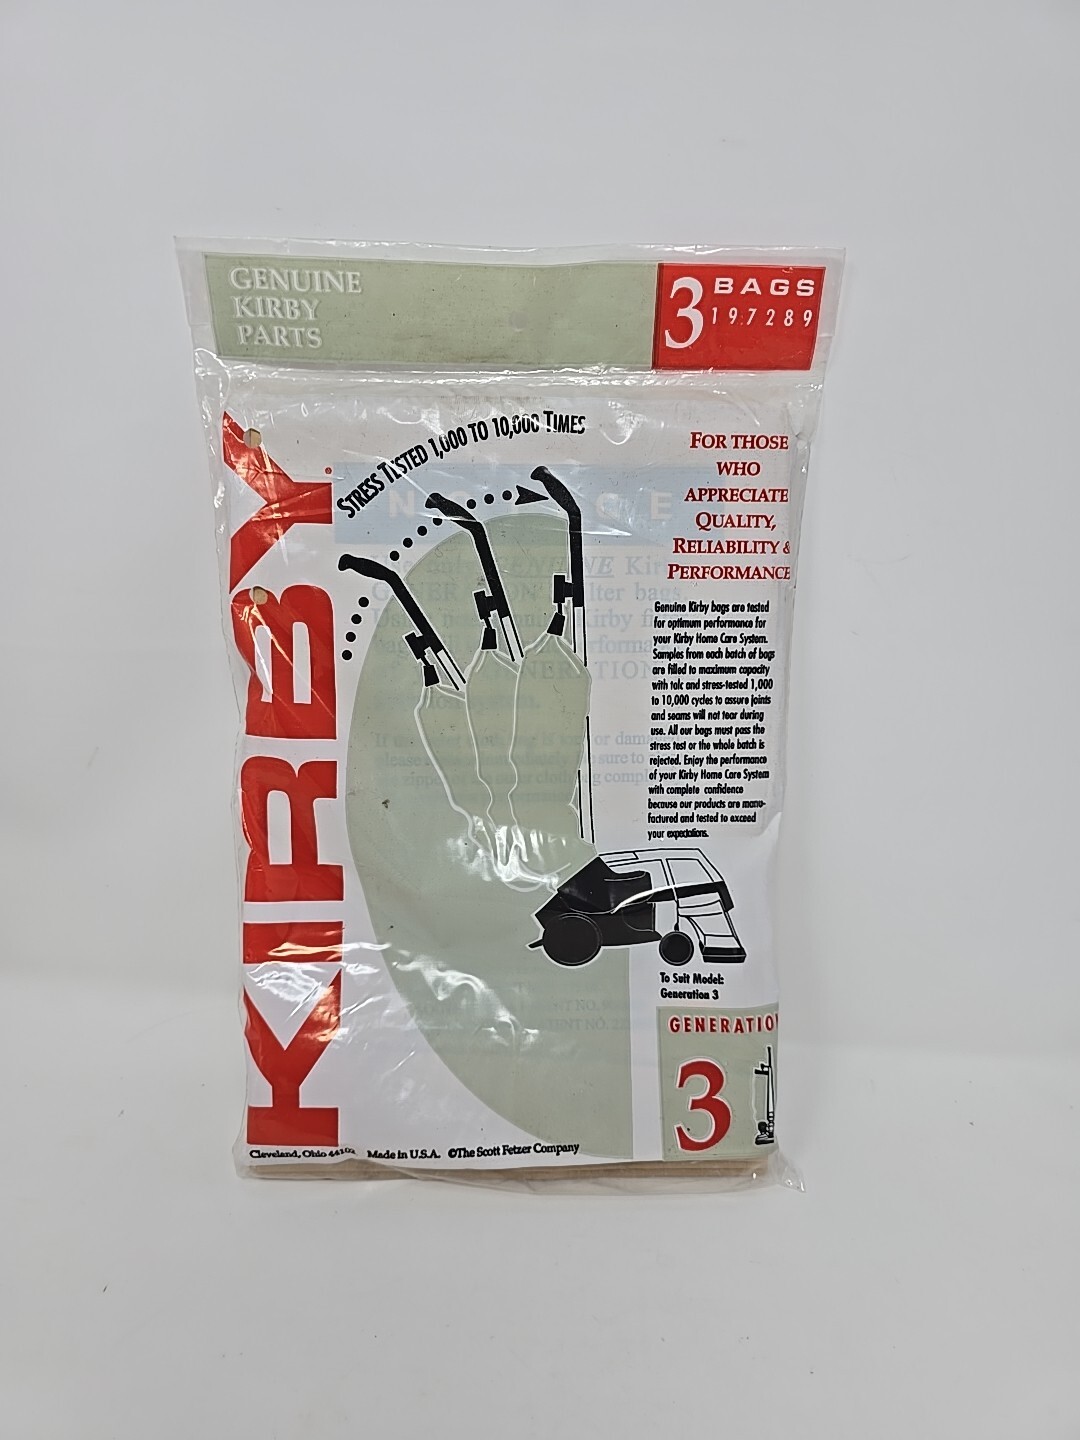 GENUINE
KIRBY
PARTS
3 BAGS
197289
STRESS TESTED 1,000 TO 10,000 TIMES
KIRBY®
FOR THOSE
WHO
APPRECIATE
QUALITY,
RELIABILITY &
PERFORMANCE
Genuine Kirby bags are tested
for optimum performance for
your Kirby Home Care System.
Samples from each batch of bags
are filled to maximum capacity
with talc and stress-tested 1,000
to 10,000 cycles to assure joints
and seams will not tear during
use. All our bags must pass the
stress test or the whole batch is
rejected. Enjoy the performance
of your Kirby Home Care System
with complete confidence
because our products are manu-
factured and tested to exceed
your expectations.
To Suit Model:
Generation 3
GENERATIO
3
Cleveland, Ohio 44102 Made in U.S.A. ©The Scott Fetzer Company